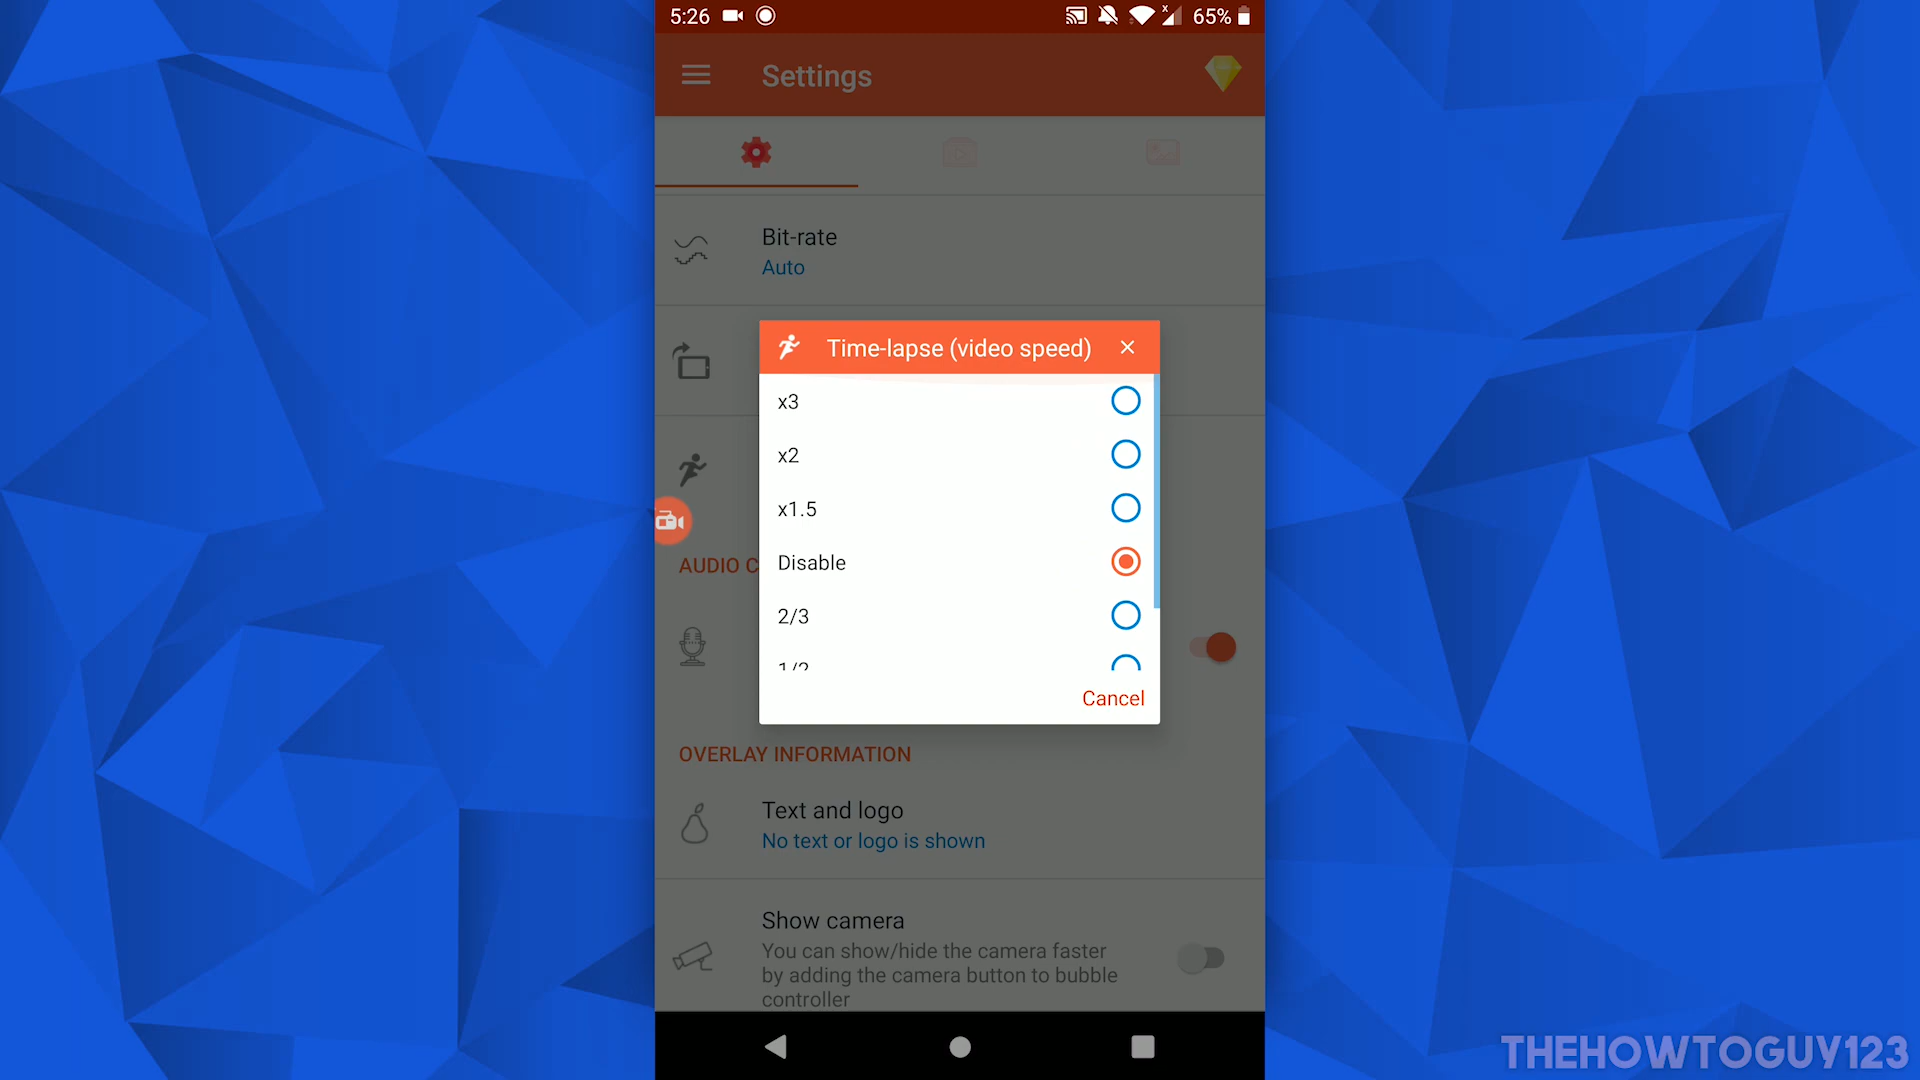 5:26
65%
Settings
Bit-rate
Auto
Time-lapse (video speed)
x3
x2
x1.5
Disable
2/3
1/2
Cancel
AUDIO C
OVERLAY INFORMATION
Text and logo
No text or logo is shown
Show camera
You can show/hide the camera faster
by adding the camera button to bubble
controller
THEHOWTOGUY123